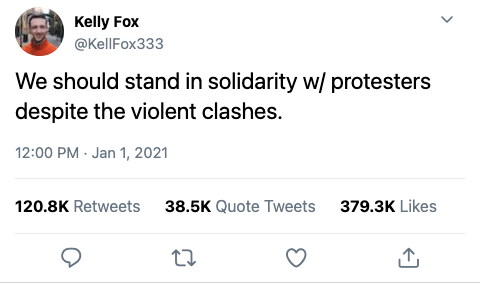 Kelly Fox
@KellFox333
We should stand in solidarity w/ protesters
despite the violent clashes.
12:00 PM · Jan 1, 2021
120.8K Retweets 38.5K Quote Tweets 379.3K Likes